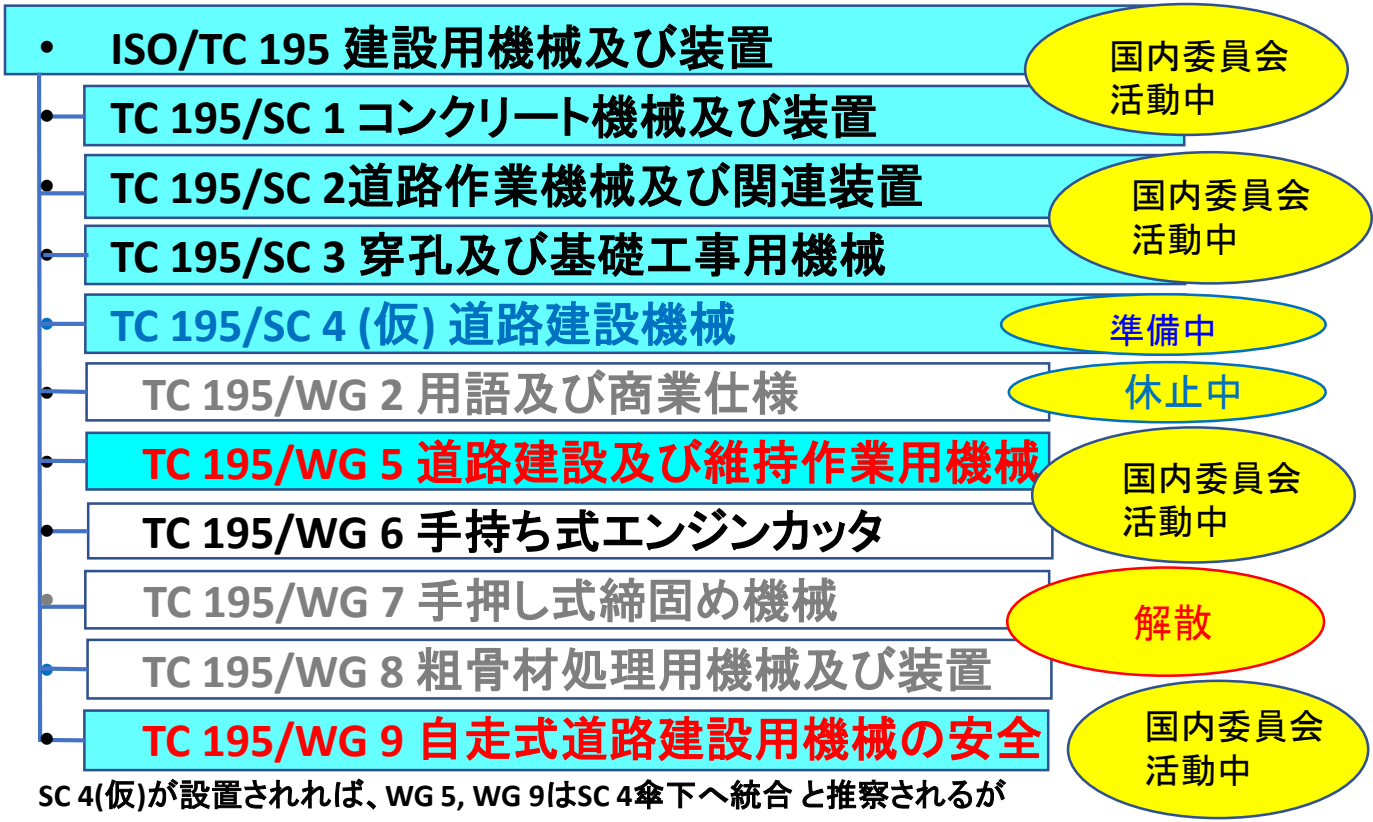 • ISO/TC 195 建設用機械及び装置
国内委員会
活動中
TC 195/SC 1 コンクリート機械及び装置
TC 195/SC 2道路作業機械及び関連装置
国内委員会
活動中
TC 195/SC 3 穿孔及び基礎工事用機械
TC 195/SC 4 (仮) 道路建設機械
準備中
TC 195/WG 2 用語及び商業仕様
休止中
TC 195/WG 5 道路建設及び維持作業用機械
国内委員会
活動中
TC 195/WG 6 手持ち式エンジンカッタ
TC 195/WG 7 手押し式締固め機械
解散
TC 195/WG 8 粗骨材処理用機械及び装置
TC 195/WG 9 自走式道路建設用機械の安全
国内委員会
活動中
SC 4(仮)が設置されれば、WG 5, WG 9はSC 4傘下へ統合 と推察されるが